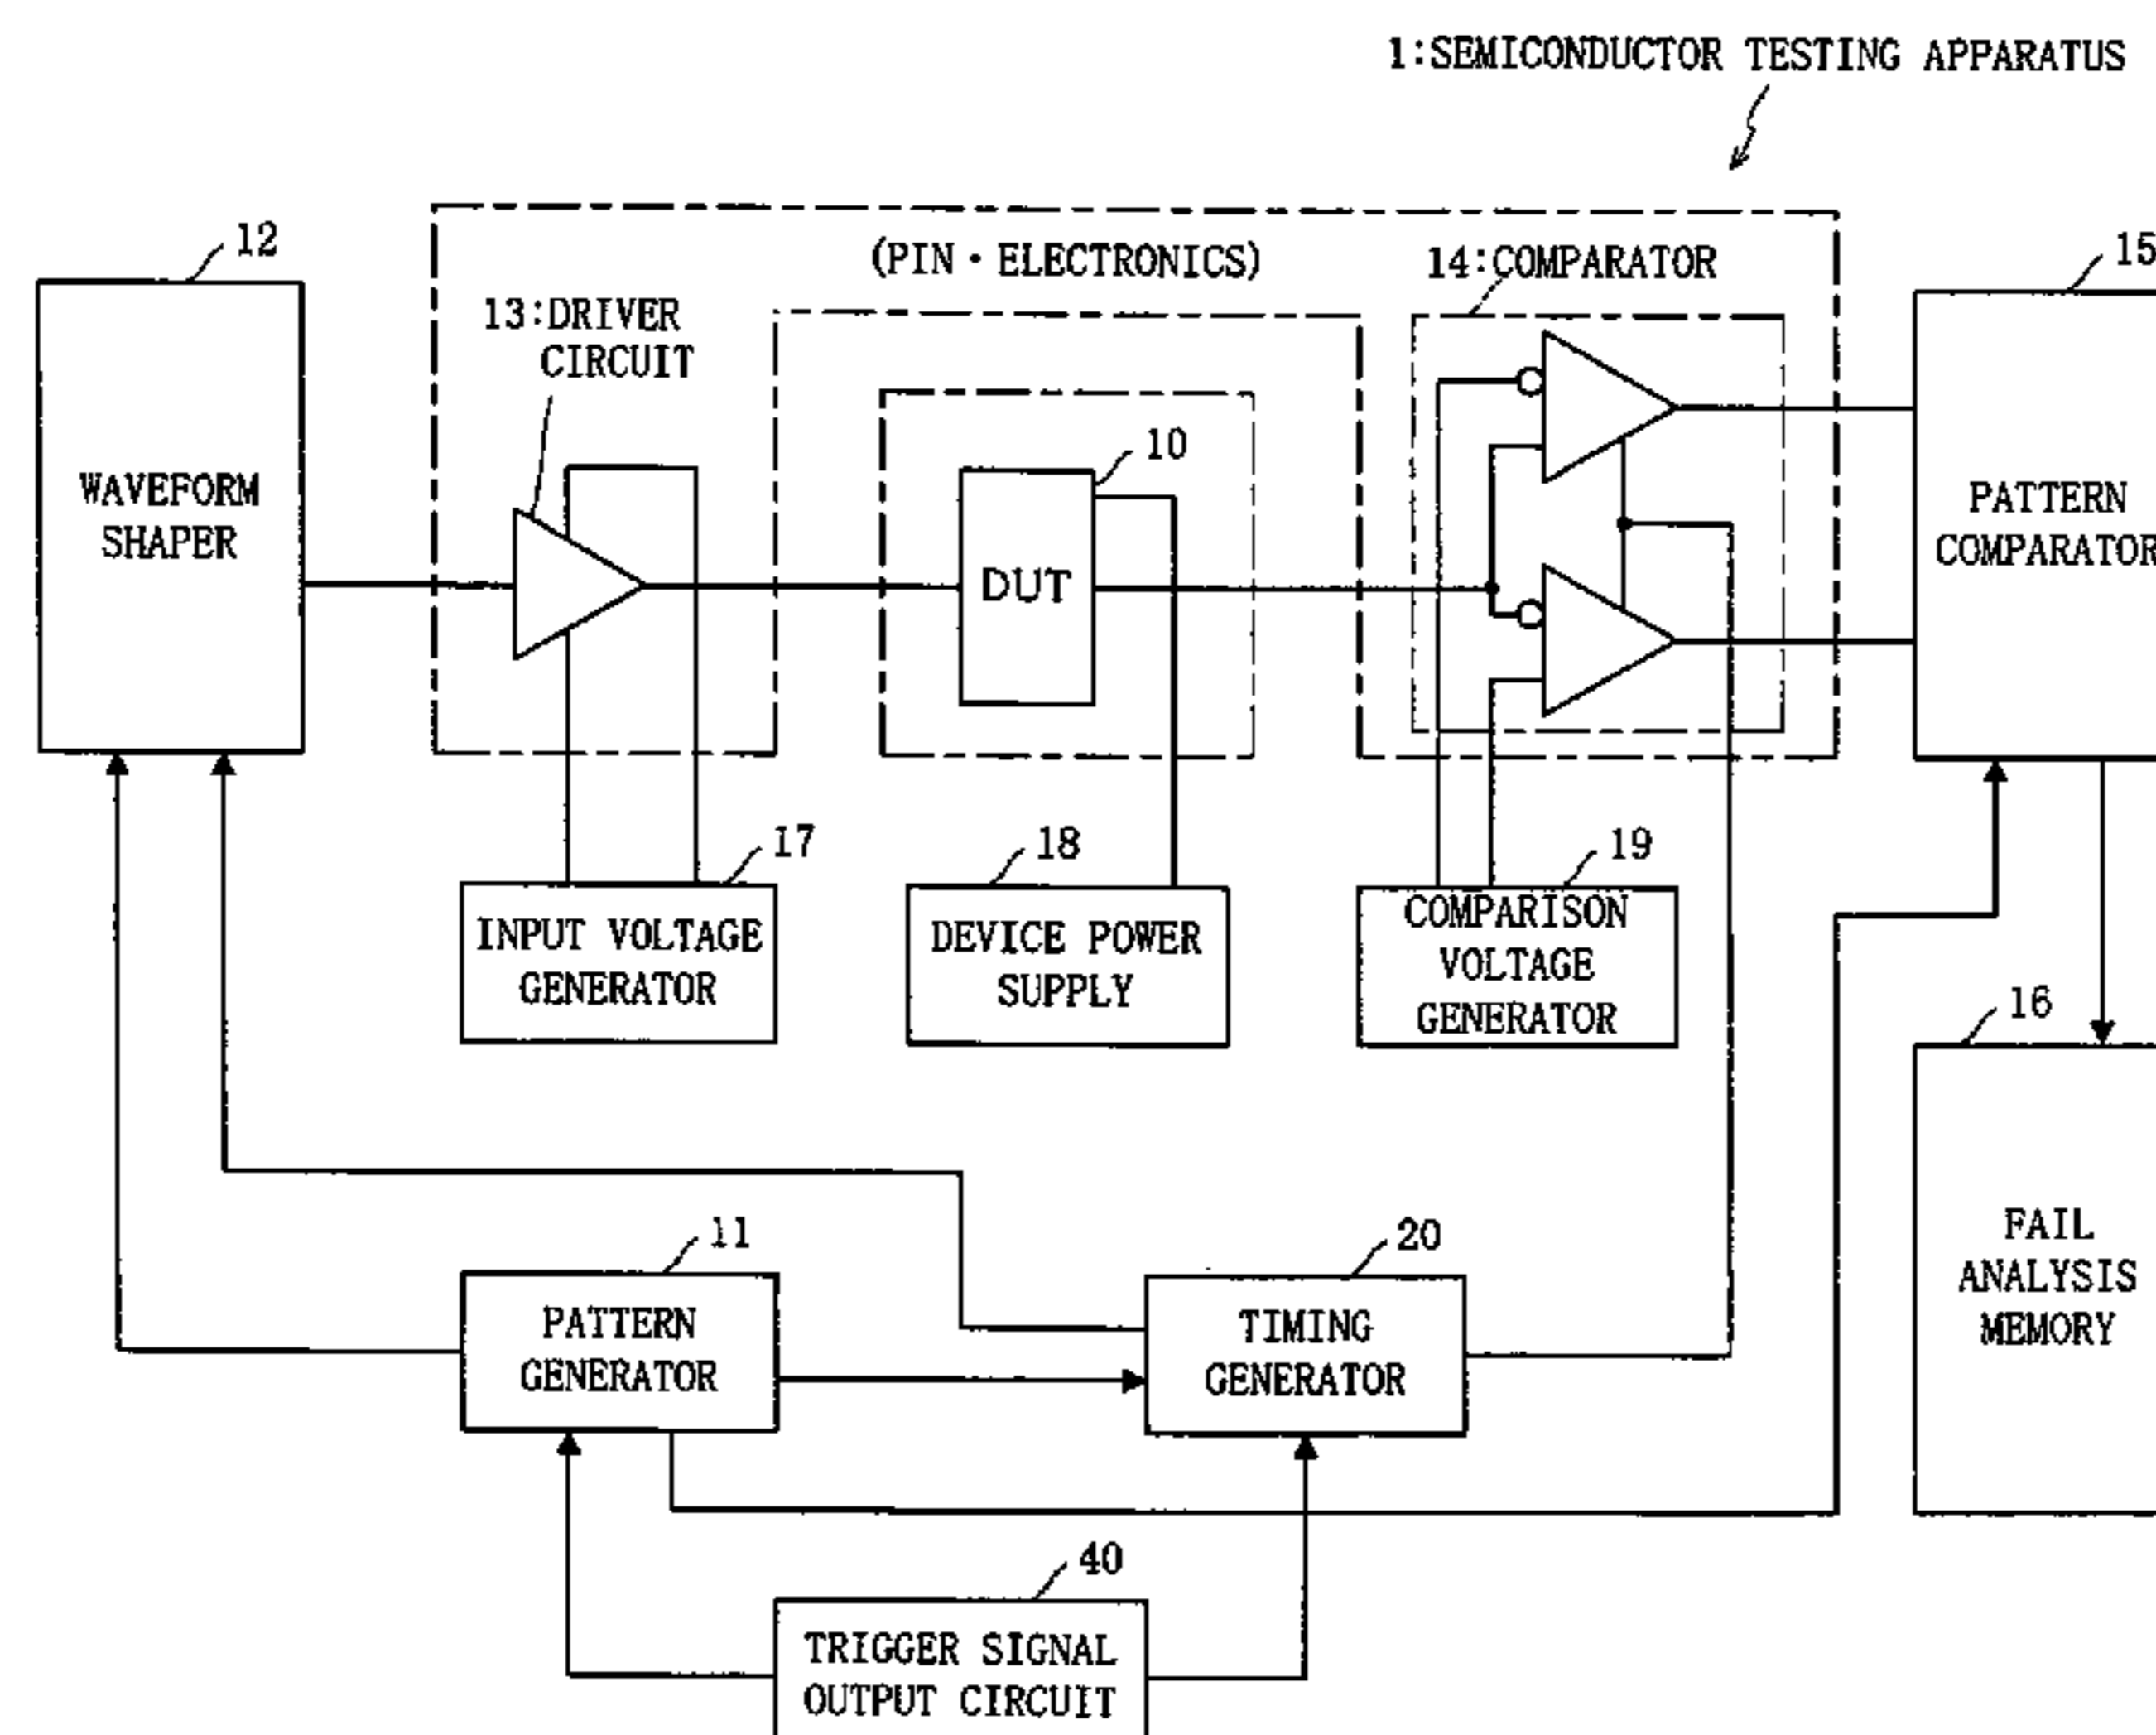 1:SEMICONDUCTOR TESTING APPARATUS
12
(PIN・ELECTRONICS)
14:COMPARATOR
15
13:DRIVER
CIRCUIT
10
WAVEFORM
SHAPER
DUT
PATTERN
COMPARATOR
17
18
19
INPUT VOLTAGE
GENERATOR
DEVICE POWER
SUPPLY
COMPARISON
VOLTAGE
GENERATOR
16
11
20
PATTERN
GENERATOR
TIMING
GENERATOR
FAIL
ANALYSIS
MEMORY
40
TRIGGER SIGNAL
OUTPUT CIRCUIT